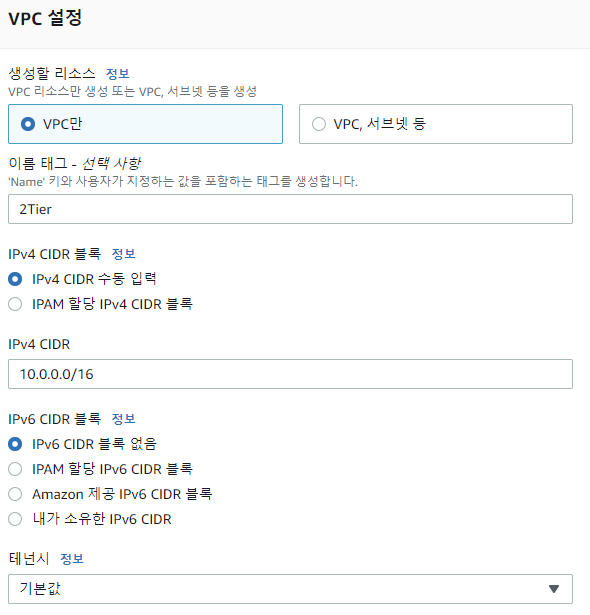 VPC 설정
생성할 리소스 정보
VPC 리소스만 생성 또는 VPC, 서브넷 등을 생성
VPC만 VPC, 서브넷 등
이름 태그 - 선택 사항
'Name' 키와 사용자가 지정하는 값을 포함하는 태그를 생성합니다.
2Tier
IPv4 CIDR 블록 정보
IPv4 CIDR 수동 입력
IPAM 할당 IPv4 CIDR 블록
IPv4 CIDR
10.0.0.0/16
IPv6 CIDR 블록 정보
IPv6 CIDR 블록 없음
IPAM 할당 IPv6 CIDR 블록
Amazon 제공 IPv6 CIDR 블록
내가 소유한 IPv6 CIDR
테넌시 정보
기본값